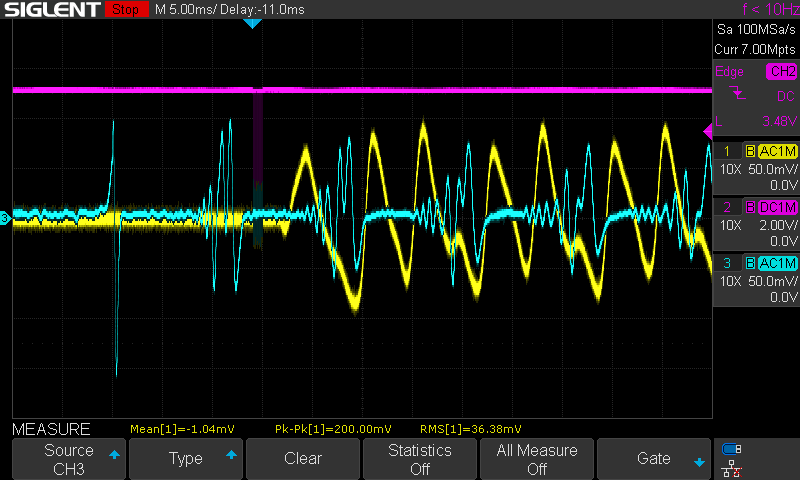 SIGLENT Stop M 5.00ms/ Delay:-11.0ms f < 10Hz
Sa 100MSa/s
Curr 7.00Mpts
Edge CH2
DC
L 3.48V
1 B AC1M
10X 50.0mV/
0.0V
2 B DC1M
10X 2.00V/
0.0V
3 B AC1M
10X 50.0mV/
0.0V
3
MEASURE Mean[1]=-1.04mV Pk-Pk[1]=200.00mV RMS[1]=36.38mV
Source CH3
Type
Clear
Statistics Off
All Measure Off
Gate